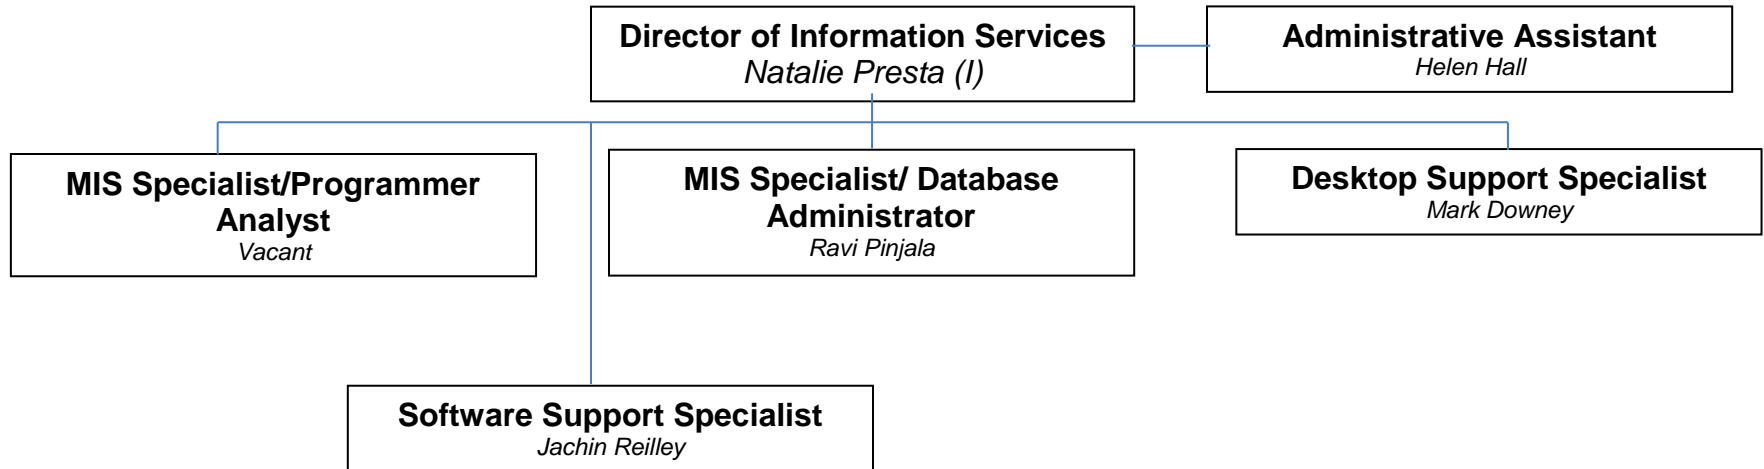 Director of Information Services
Natalie Presta (I)
Administrative Assistant
Helen Hall
MIS Specialist/Programmer
Analyst
Vacant
MIS Specialist/ Database
Administrator
Ravi Pinjala
Desktop Support Specialist
Mark Downey
Software Support Specialist
Jachin Reilley